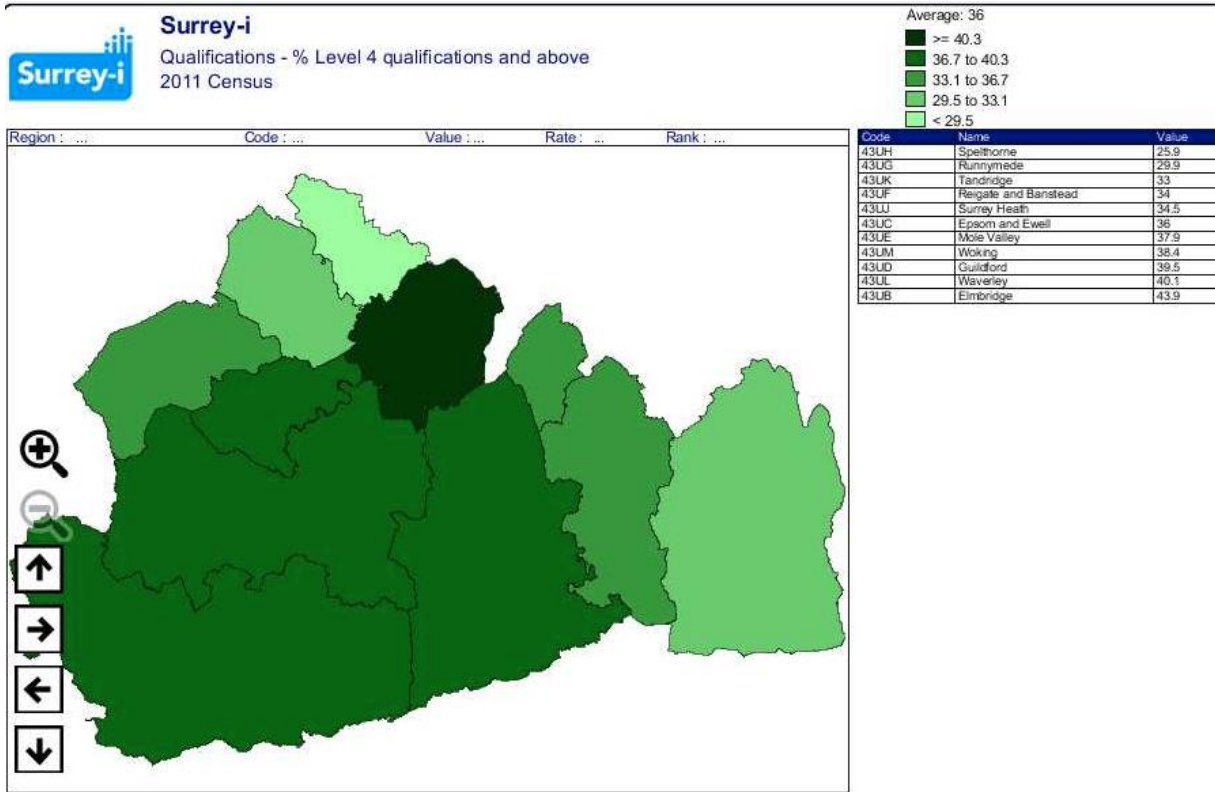 Surrey-i
Surrey-i
Qualifications - % Level 4 qualifications and above
2011 Census
Average: 36
>= 40.3
36.7 to 40.3
33.1 to 36.7
29.5 to 33.1
< 29.5
Region : ... Code : ... Value : ... Rate : ... Rank : ...
Code Name Value
43UH Spelthorne 25.9
43UG Runnymede 29.9
43UK Tandridge 33
43UF Reigate and Banstead 34
43UJ Surrey Heath 34.5
43UC Epsom and Ewell 36
43UE Mole Valley 37.9
43UM Woking 38.4
43UD Guildford 39.5
43UL Waverley 40.1
43UB Elmbridge 43.9